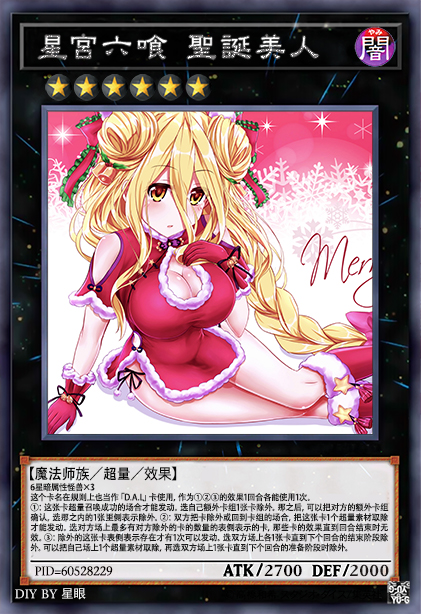 星宮六喰 聖誕美人
やみ
闇
Merry
【魔法师族／超量／效果】
6星暗属性怪兽×3
这个卡名在规则上也当作「D.A.L」卡使用，作为①②③的效果1回合各能使用1次。
①：这张卡超量召唤成功的场合才能发动。选自己额外卡组1张卡除外，那之后，可以把对方的额外卡组
确认，选那之内的1张里侧表示除外。②：双方把卡除外或回到卡组的场合，把这张卡1个超量素材取除
才能发动。选对方场上最多有对方除外卡的数量的表侧表示的卡，那些卡的效果直到回合结束时无
效。③：除外的这张卡表侧表示存在才有1次可以发动。选双方场上各1张卡直到下个回合的结束阶段除
外，可以把自己场上1个超量素材取除，再选双方场上1张卡直到下个回合的准备阶段时除外。
PID=60528229
ATK/2700 DEF/2000
DIY BY 星眼